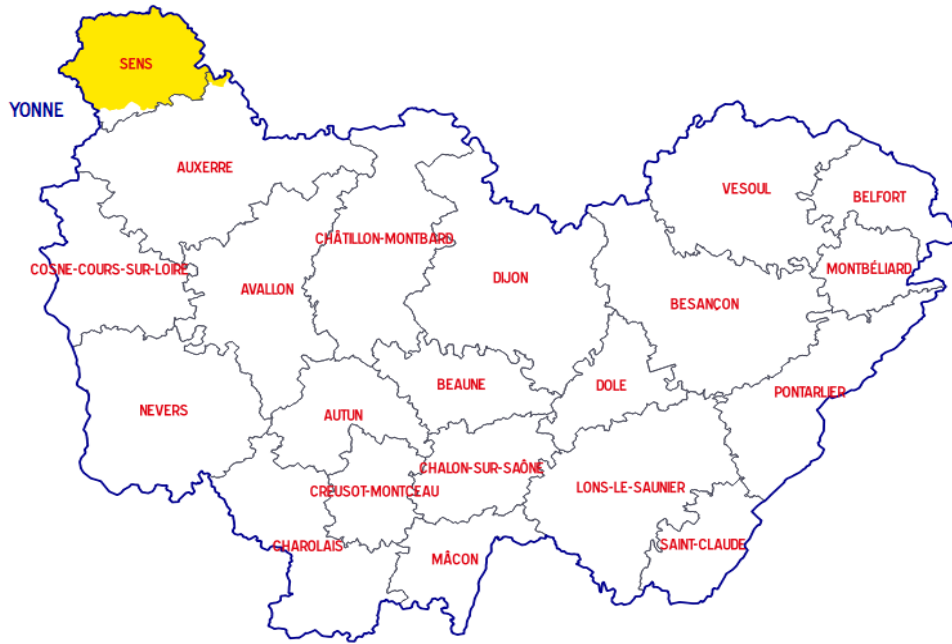 SENS
YONNE
AUXERRE
VESOUL
BELFORT
CHÂTILLON-MONTBARD
COSNE-COURS-SUR-LOIRE
MONTBÉLIARD
DIJON
AVALLON
BESANÇON
BEAUNE
DOLE
PONTARLIER
NEVERS
AUTUN
CHALON-SUR-SAÔNE
CREUSOT-MONTCEAU
LONS-LE-SAUNIER
CHAROLAIS
SAINT-CLAUDE
MÂCON